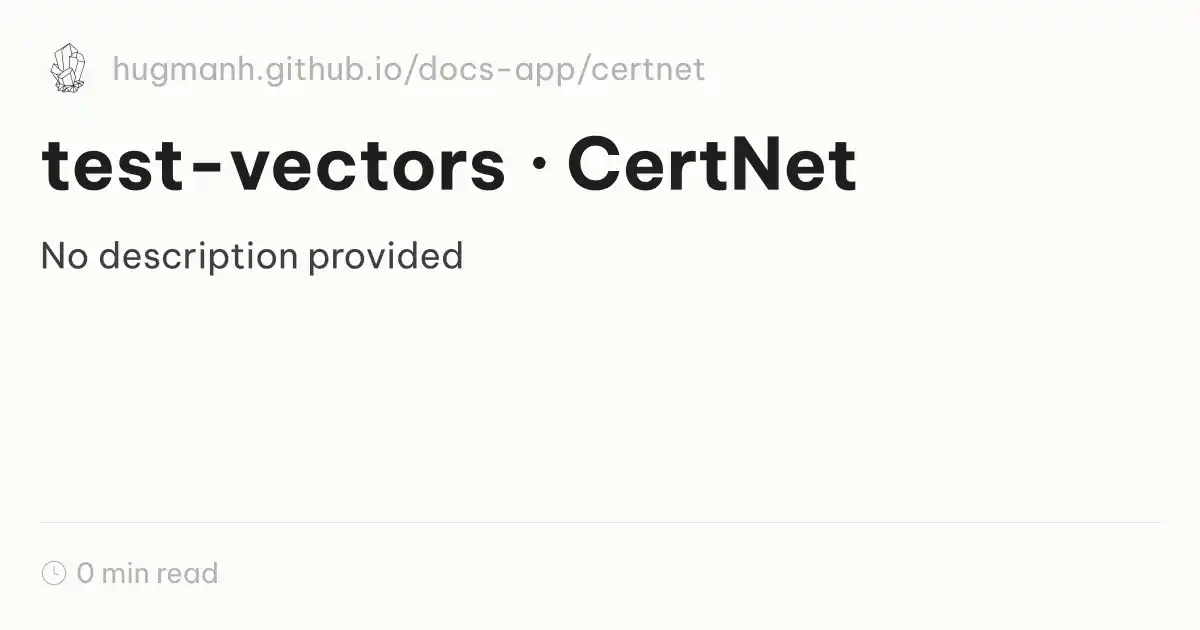 hugmanh.github.io/docs-app/certnet
test-vectors · CertNet
No description provided
0 min read